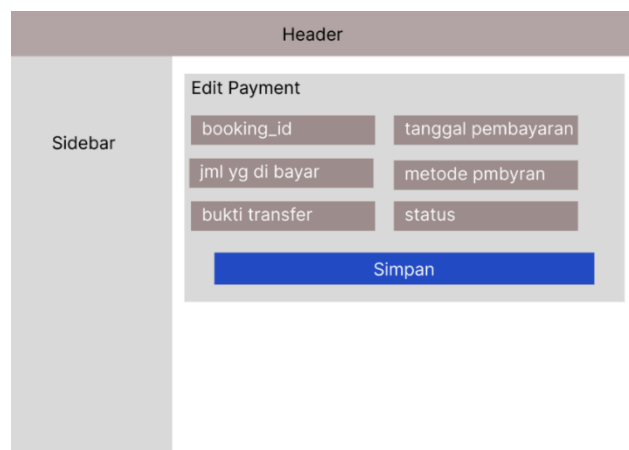 Header
Sidebar
Edit Payment
booking_id
tanggal pembayaran
jml yg di bayar
metode pmbyran
bukti transfer
status
Simpan